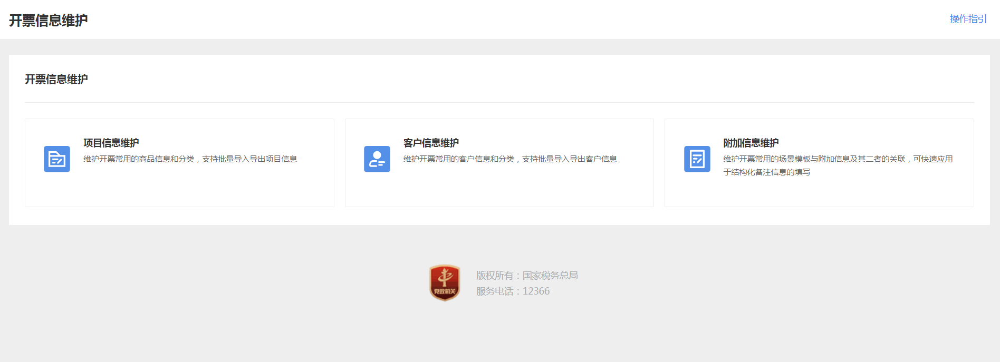 开票信息维护
操作指引
开票信息维护
项目信息维护
维护开票常用的商品信息和分类，支持批量导入导出项目信息
客户信息维护
维护开票常用的客户信息和分类，支持批量导入导出客户信息
附加信息维护
维护开票常用的场景模板与附加信息及其二者的关联，可快速应用
于结构化备注信息的填写
党政机关
版权所有：国家税务总局
服务电话：12366